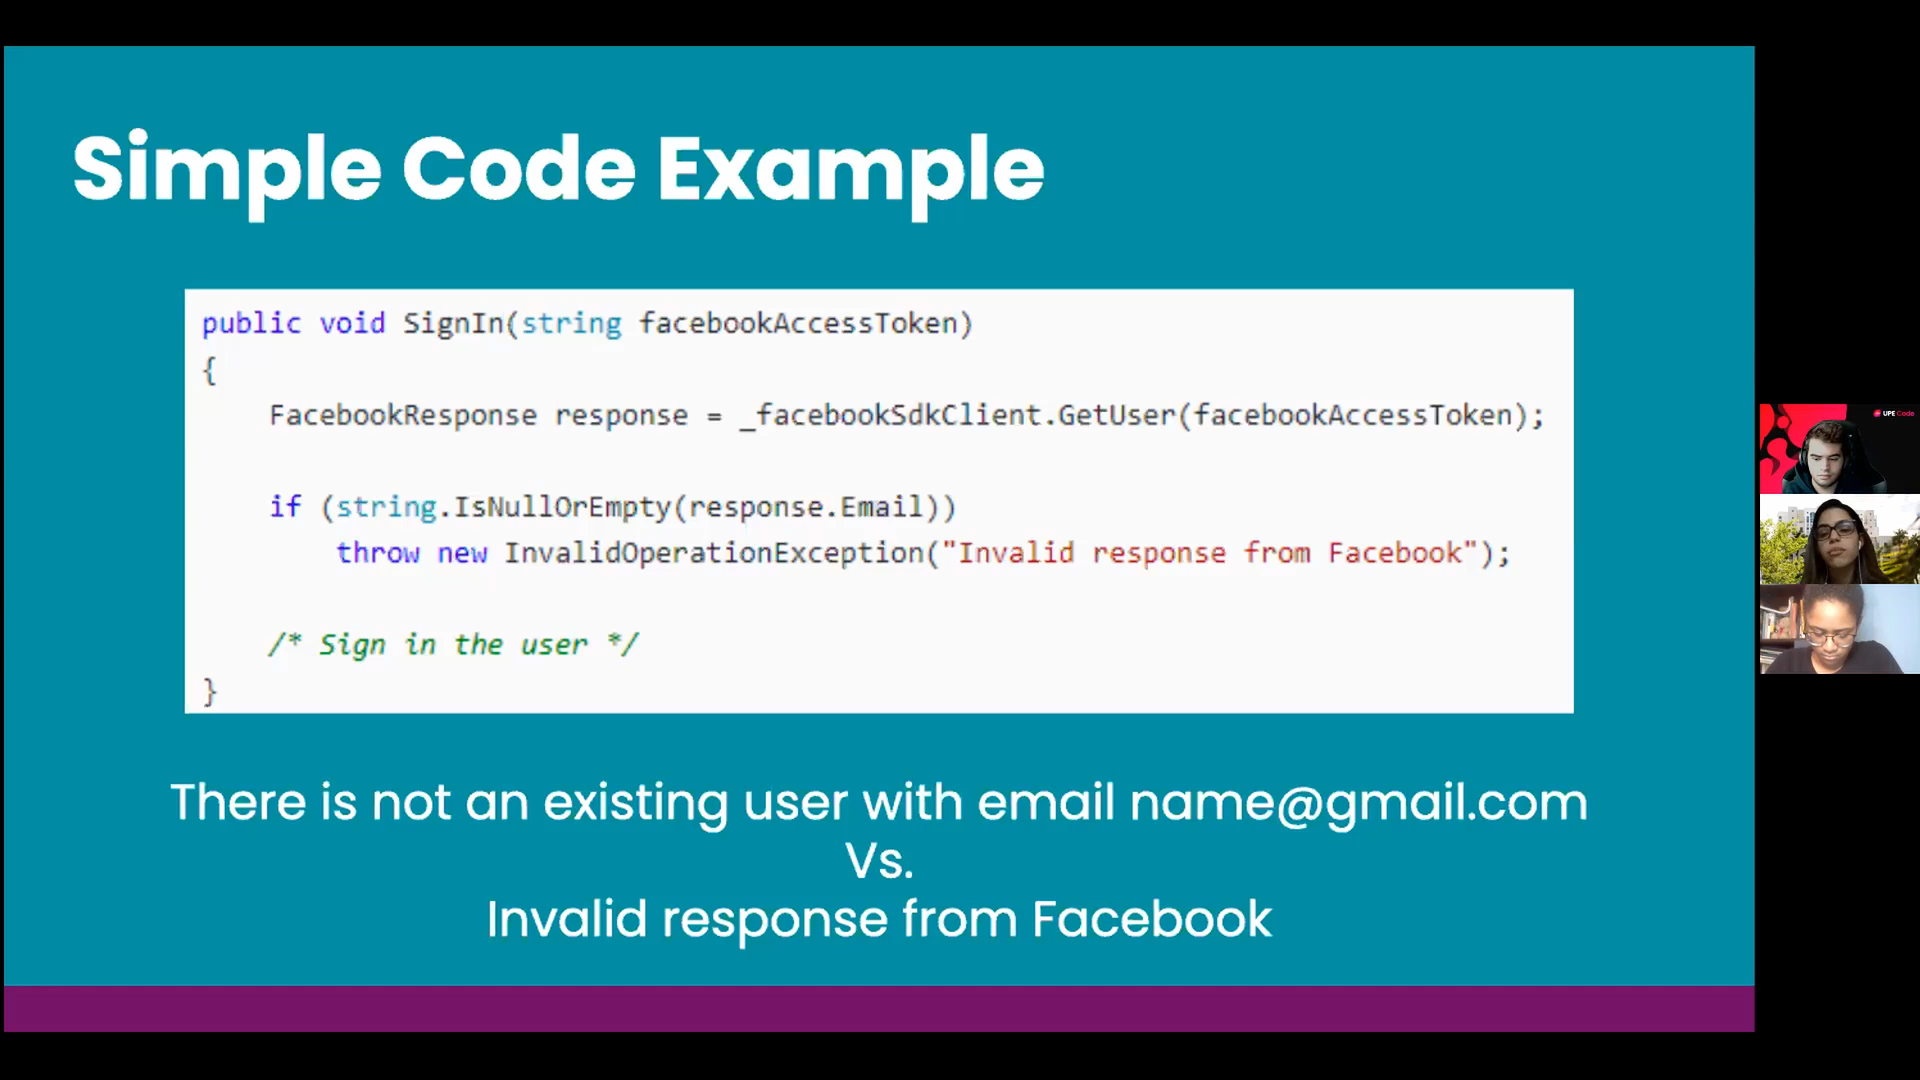 Simple Code Example
public void SignIn(string facebookAccessToken)
{
FacebookResponse response = _facebookSdkClient.GetUser(facebookAccessToken);
if (string.IsNullOrEmpty(response.Email))
throw new InvalidOperationException("Invalid response from Facebook");
/* Sign in the user */
}
There is not an existing user with email name@gmail.com
Vs.
Invalid response from Facebook
UPE Code